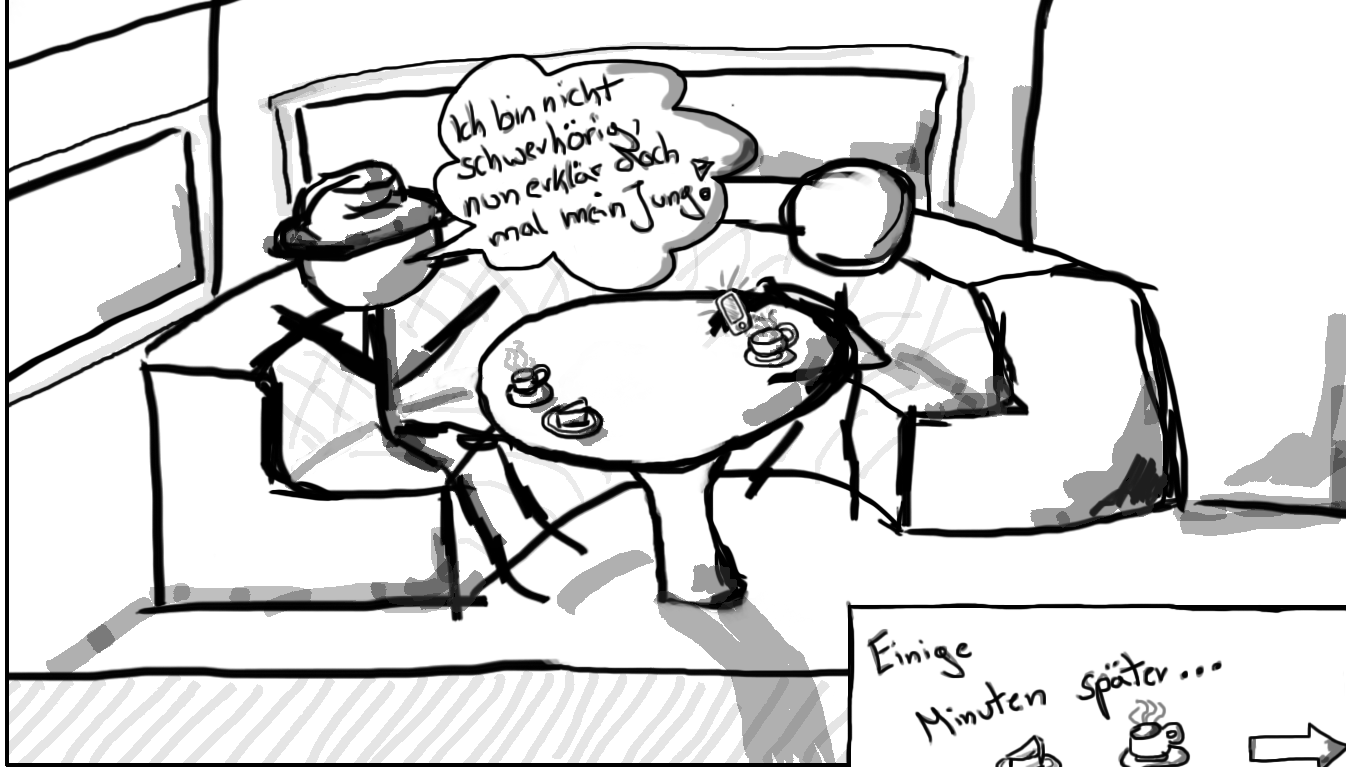 Ich bin nicht
schwerhörig,
nun erklär doch
mal mein Jung.
Einige
Minuten später...